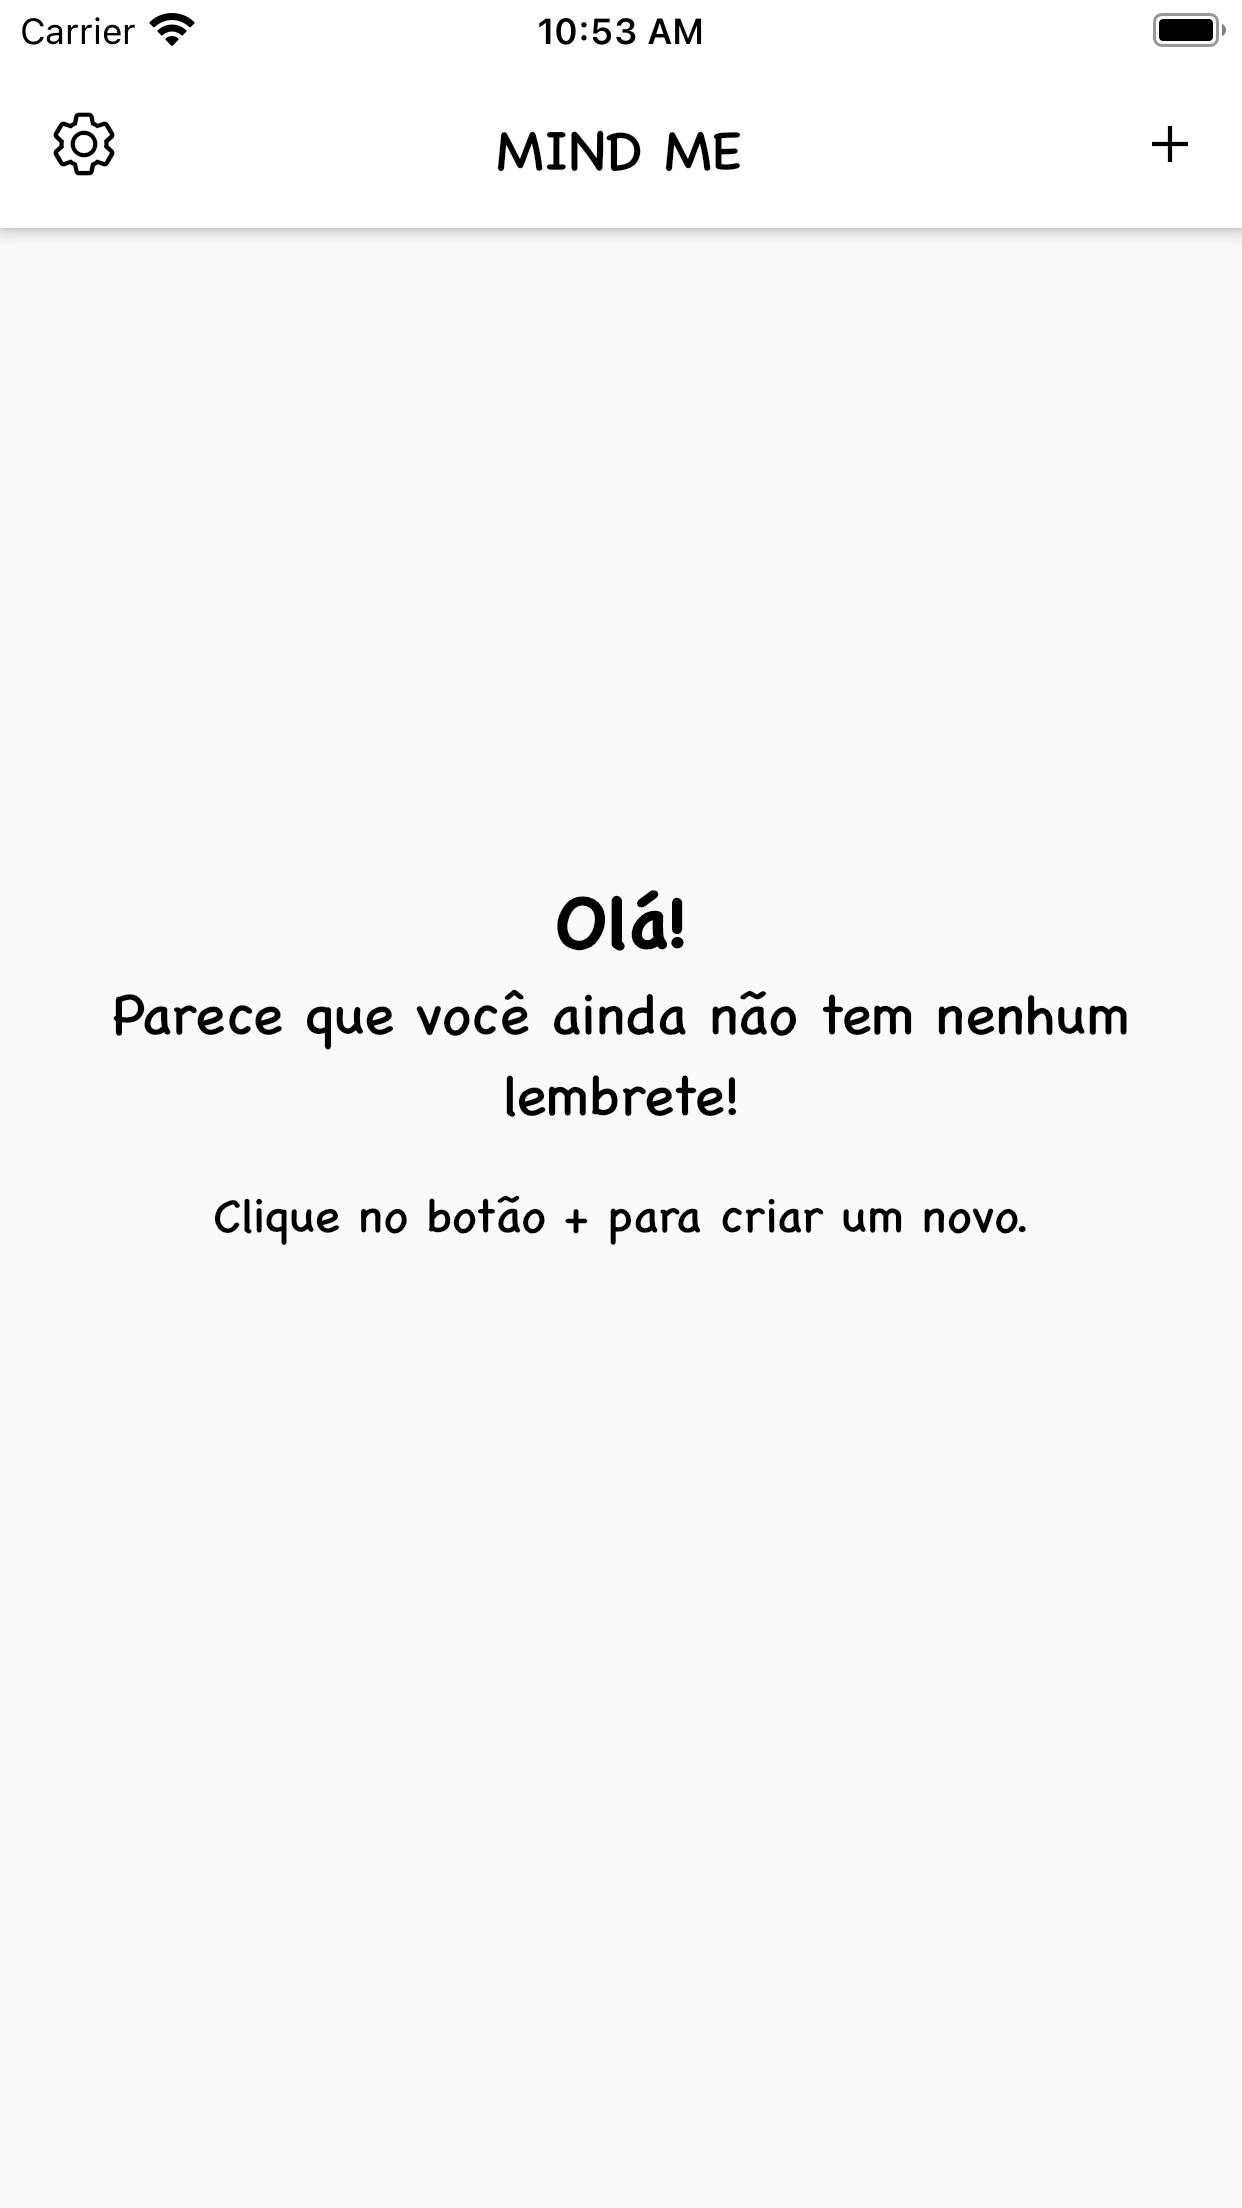 Carrier 10:53 AM
MIND ME
Olá!
Parece que você ainda não tem nenhum
lembrete!
Clique no botão + para criar um novo.